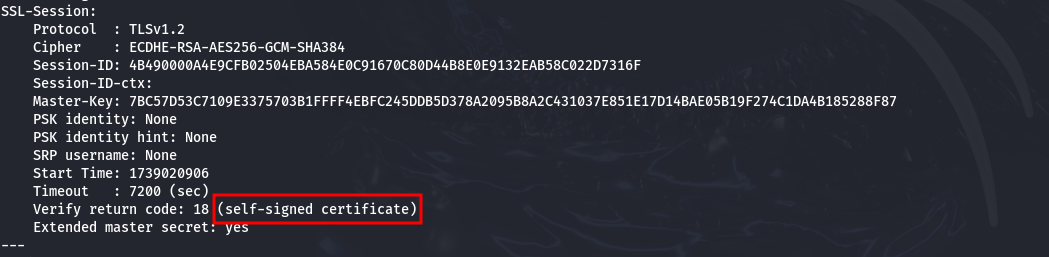 SSL-Session:
Protocol : TLSv1.2
Cipher : ECDHE-RSA-AES256-GCM-SHA384
Session-ID: 4B490000A4E9CFB02504EBA584E0C91670C80D44B8E0E9132EAB58C022D7316F
Session-ID-ctx:
Master-Key: 7BC57D53C7109E3375703B1FFFF4EBFC245DDB5D378A2095B8A2C431037E851E17D14BAE05B19F274C1DA4B185288F87
PSK identity: None
PSK identity hint: None
SRP username: None
Start Time: 1739020906
Timeout : 7200 (sec)
Verify return code: 18 (self-signed certificate)
Extended master secret: yes
---